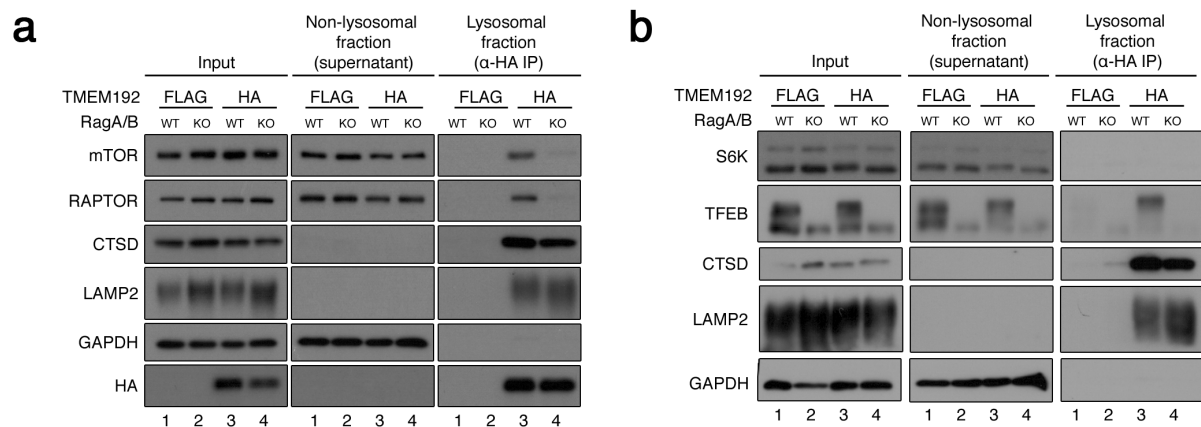 a
Input
Non-lysosomal
fraction
(supernatant)
Lysosomal
fraction
(α-HA IP)
TMEM192 FLAG HA FLAG HA FLAG HA
RagA/B WT KO WT KO WT KO WT KO WT KO WT KO
mTOR
RAPTOR
CTSD
LAMP2
GAPDH
HA
1 2 3 4 1 2 3 4 1 2 3 4
b
Input
Non-lysosomal
fraction
(supernatant)
Lysosomal
fraction
(α-HA IP)
TMEM192 FLAG HA FLAG HA FLAG HA
RagA/B WT KO WT KO WT KO WT KO WT KO WT KO
S6K
TFEB
CTSD
LAMP2
GAPDH
1 2 3 4 1 2 3 4 1 2 3 4